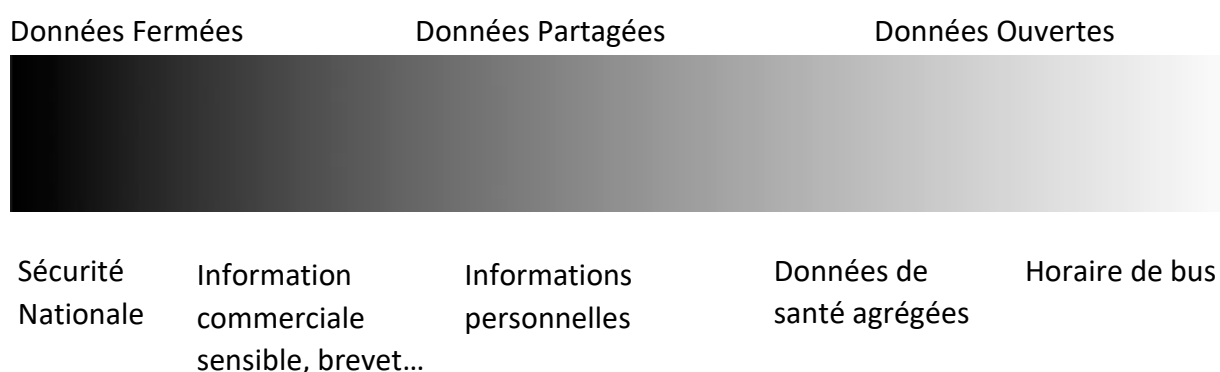 Données Fermées
Données Partagées
Données Ouvertes
Sécurité
Nationale
Information
commerciale
sensible, brevet…
Informations
personnelles
Données de
santé agrégées
Horaire de bus